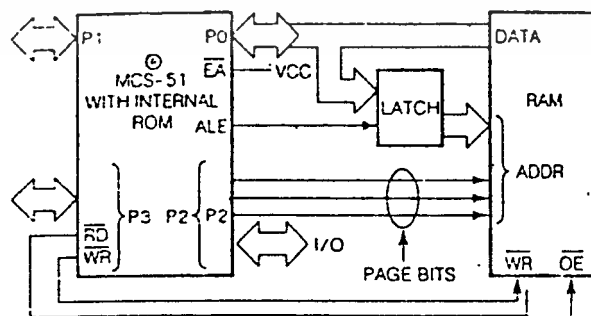 P1
P0
DATA
EA
VCC
MCS-51
WITH INTERNAL
ROM
LATCH
RAM
ALE
ADDR
P3
P2
P2
RD
WR
I/O
PAGE BITS
WR
OE